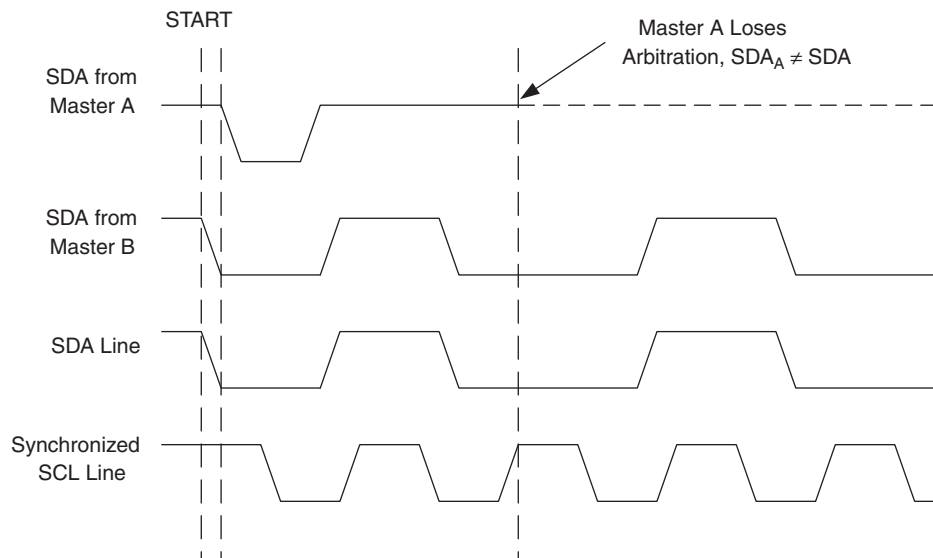 START
Master A Loses
Arbitration, SDA_A ≠ SDA
SDA from
Master A
SDA from
Master B
SDA Line
Synchronized
SCL Line